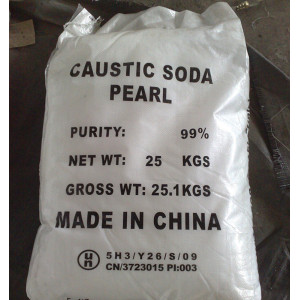 CAUSTIC SODA
PEARL
PURITY: 99%
NET WT: 25 KGS
GROSS WT: 25.1KGS
MADE IN CHINA
un 5H3/Y26/S/09
CN/3723015 PI:003